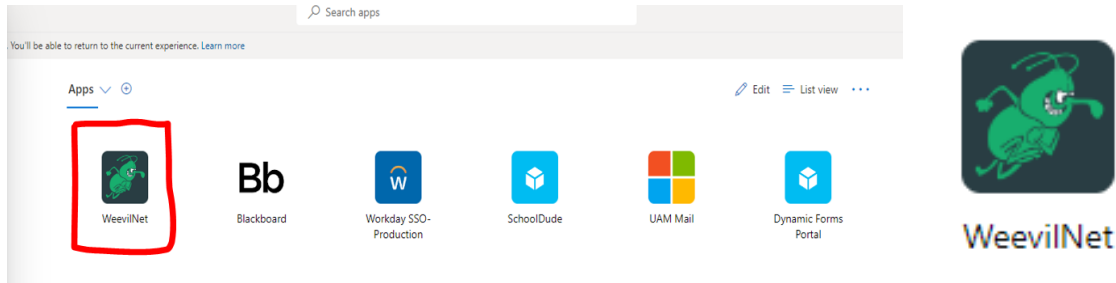 Search apps
. You'll be able to return to the current experience. Learn more
Apps
Edit List view ...
Bb
W
WeevilNet Blackboard Workday SSO- SchoolDude UAM Mail Dynamic Forms
Production Portal
WeevilNet